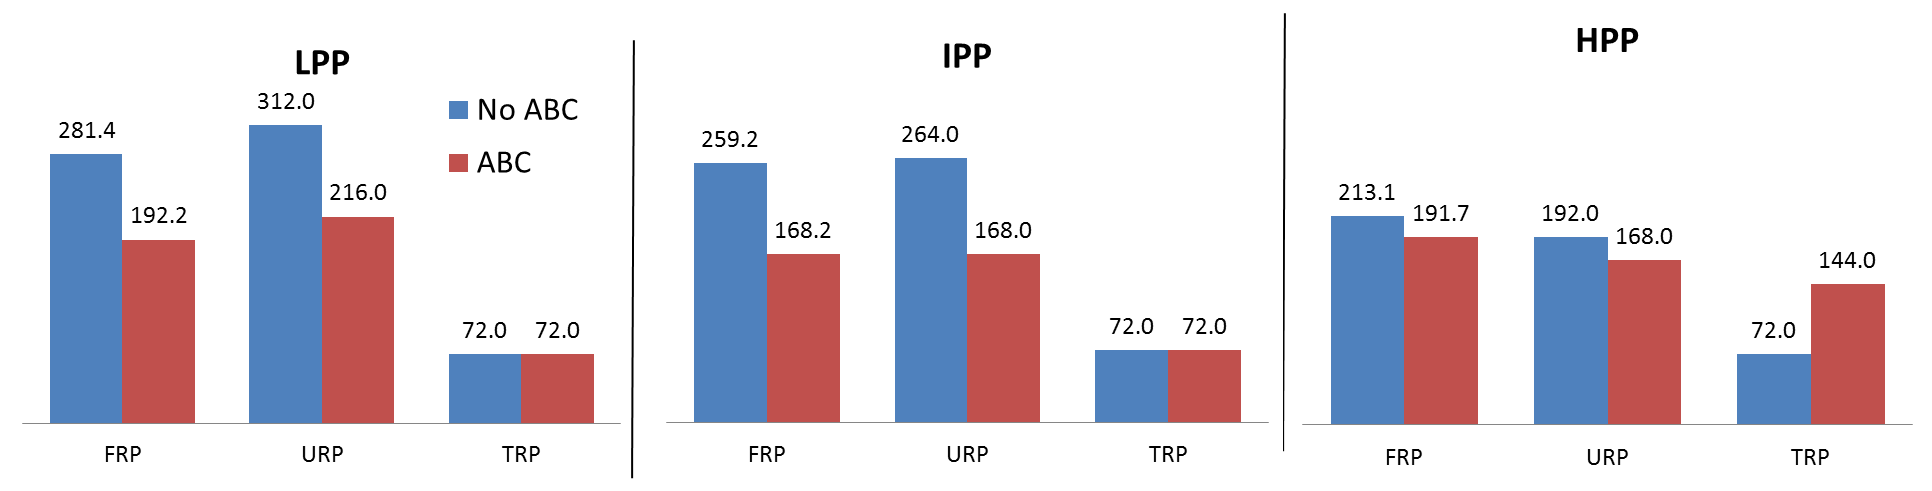 LPP
312.0
281.4
216.0
192.2
72.0 72.0
No ABC
ABC
FRP URP TRP
IPP
259.2 264.0
168.2 168.0
72.0 72.0
FRP URP TRP
HPP
213.1 191.7 192.0 168.0
144.0
72.0
FRP URP TRP